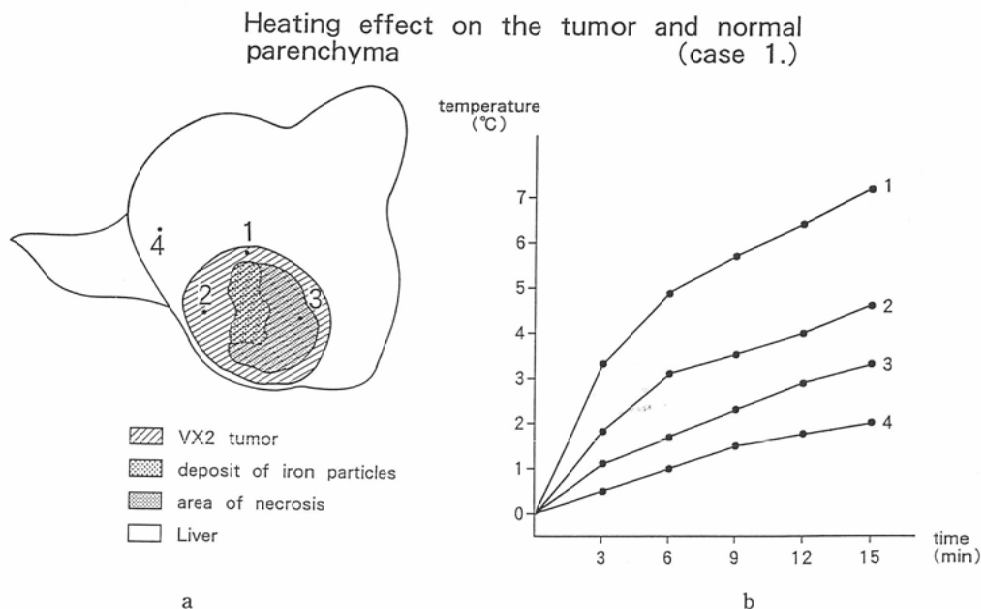 Heating effect on the tumor and normal
parenchyma (case 1.)
4
1
2
3
VX2 tumor
deposit of iron particles
area of necrosis
Liver
a
temperature
(°C)
7
6
5
4
3
2
1
0
1
2
3
4
3 6 9 12 15
time
(min)
b